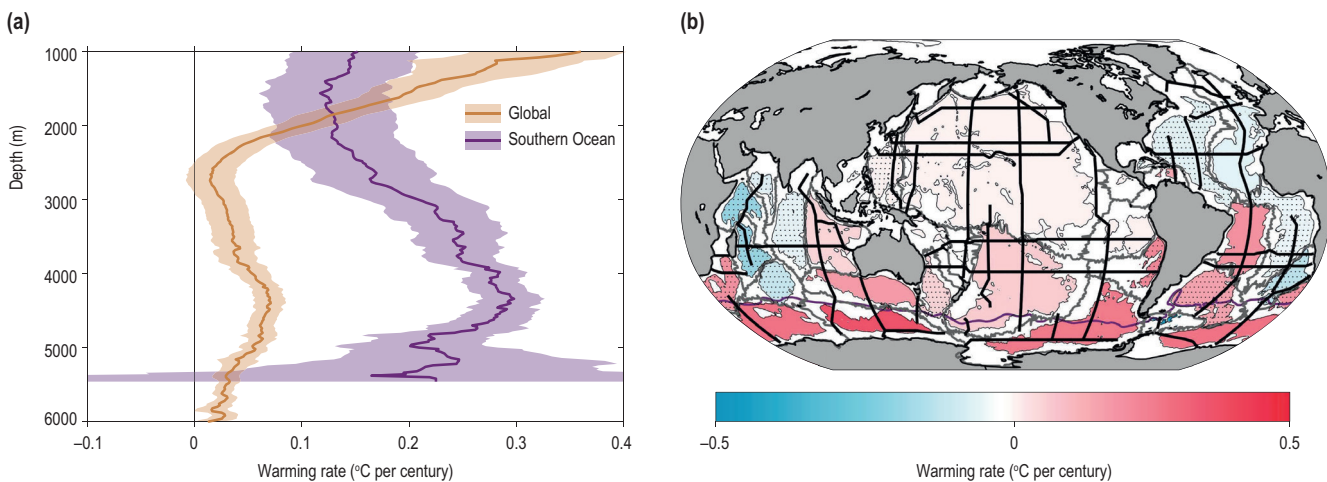 (a)
1000
2000
3000
4000
5000
6000
Depth (m)
Global
Southern Ocean
–0.1
0
0.1
0.2
0.3
0.4
Warming rate (°C per century)
(b)
–0.5
0
0.5
Warming rate (°C per century)